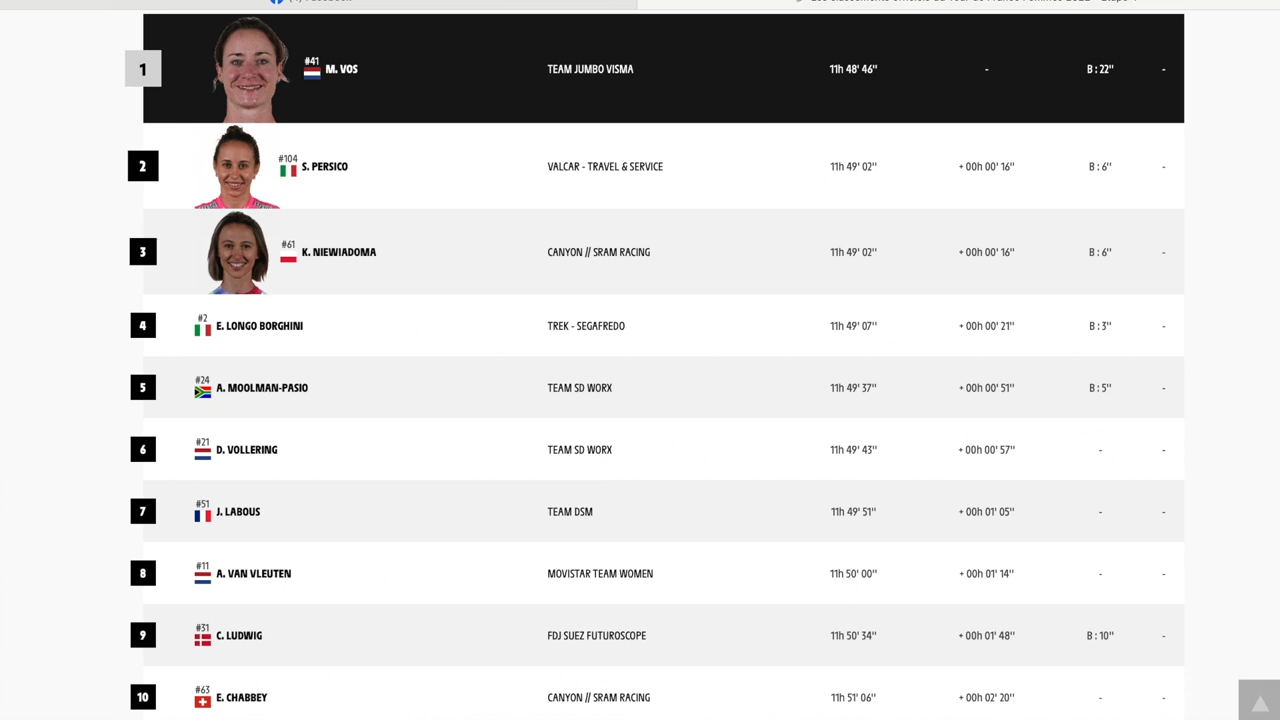 1 #41 M. VOS TEAM JUMBO VISMA 11h 48' 46'' - B : 22'' -
2 #104 S. PERSICO VALCAR - TRAVEL & SERVICE 11h 49' 02'' + 00h 00' 16'' B : 6'' -
3 #61 K. NIEWIADOMA CANYON // SRAM RACING 11h 49' 02'' + 00h 00' 16'' B : 6'' -
4 #2 E. LONGO BORGHINI TREK - SEGAFREDO 11h 49' 07'' + 00h 00' 21'' B : 3'' -
5 #24 A. MOOLMAN-PASIO TEAM SD WORX 11h 49' 37'' + 00h 00' 51'' B : 5'' -
6 #21 D. VOLLERING TEAM SD WORX 11h 49' 43'' + 00h 00' 57'' - -
7 #51 J. LABOUS TEAM DSM 11h 49' 51'' + 00h 01' 05'' - -
8 #11 A. VAN VLEUTEN MOVISTAR TEAM WOMEN 11h 50' 00'' + 00h 01' 14'' - -
9 #31 C. LUDWIG FDJ SUEZ FUTUROSCOPE 11h 50' 34'' + 00h 01' 48'' B : 10'' -
10 #63 E. CHABBEY CANYON // SRAM RACING 11h 51' 06'' + 00h 02' 20'' - -